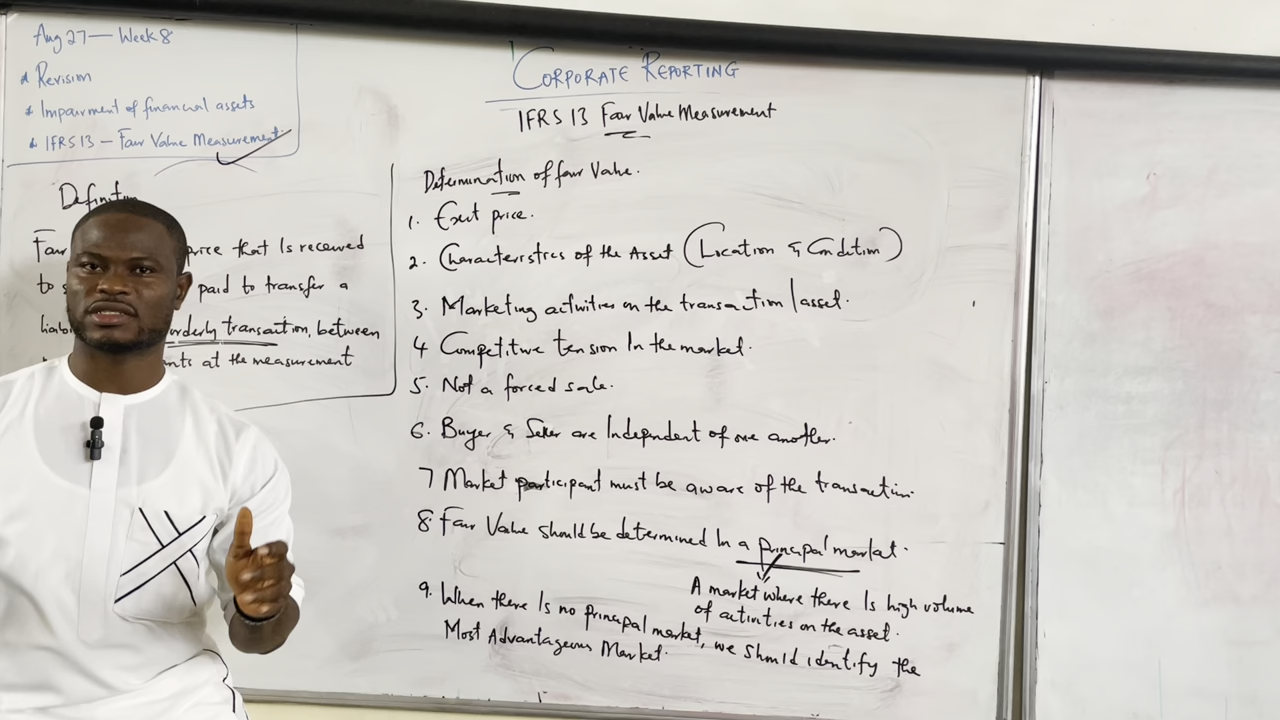 Aug 27 — Week 8
* Revision
* Impairment of financial assets
* IFRS 13 – Fair Value Measurement
CORPORATE REPORTING
IFRS 13 Fair Value Measurement
Definition
Fair price that Is received
to paid to transfer a
orderly transaction, between
at the measurement
Determination of fair Value.
1. Exit price.
2. Characteristics of the Asset (Location & Condition)
3. Marketing activities on the transaction / asset.
4 Competitive tension In the market.
5. Not a forced sale.
6. Buyer & Seller are Independent of one another.
7 Market participant must be aware of the transaction.
8. Fair Value should be determined In a principal market.
A market where there Is high volume
of activities on the asset.
9. When there Is no principal market, we should identify the
Most Advantageous Market.